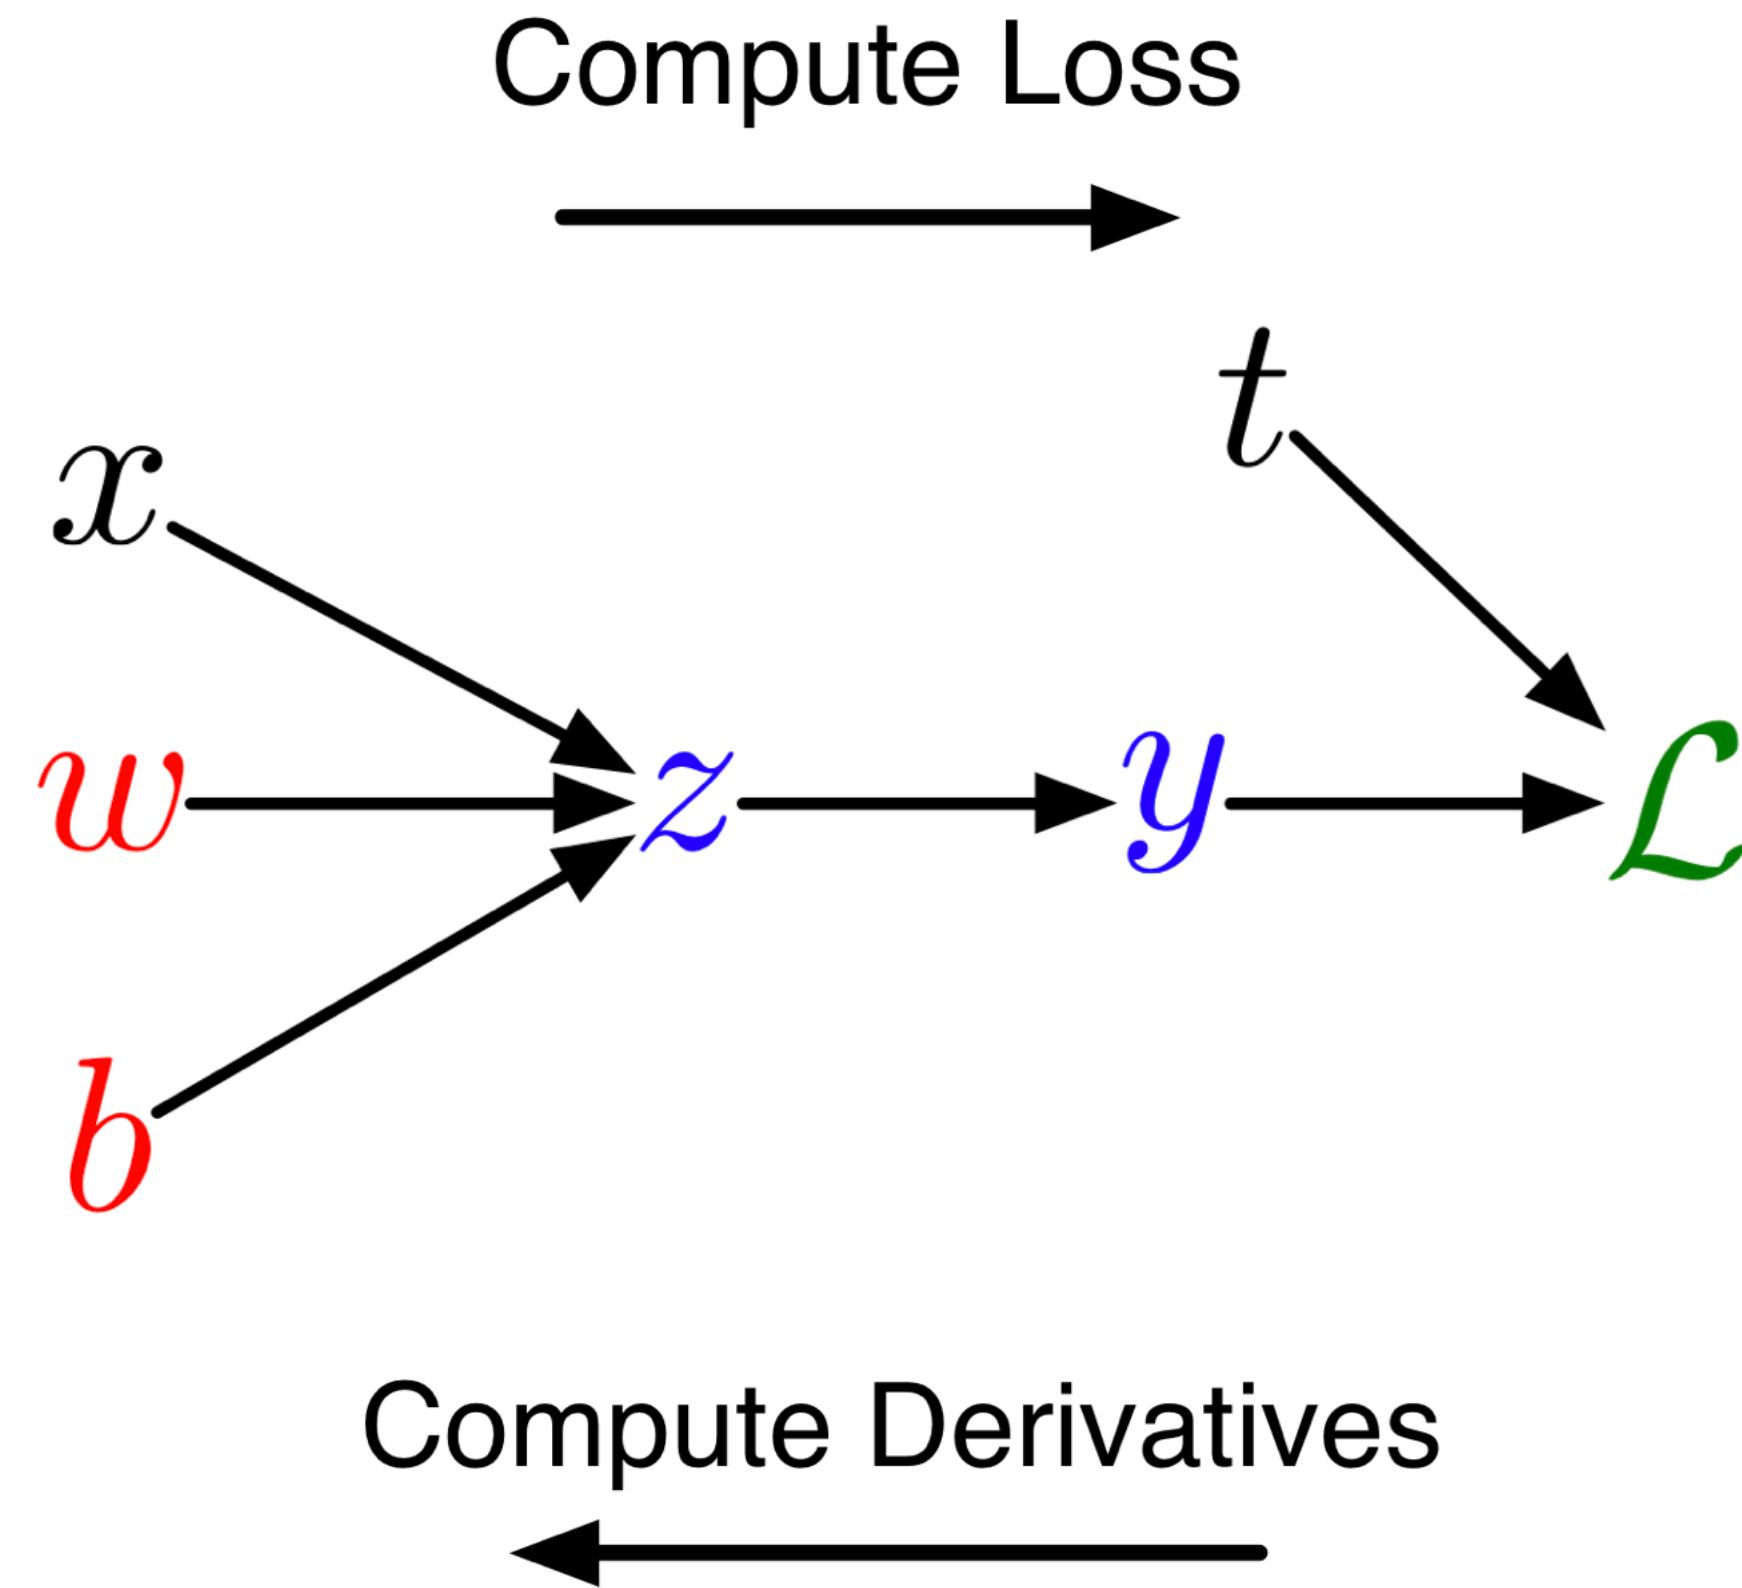 Compute Loss
t
x
w z y ℒ
b
Compute Derivatives